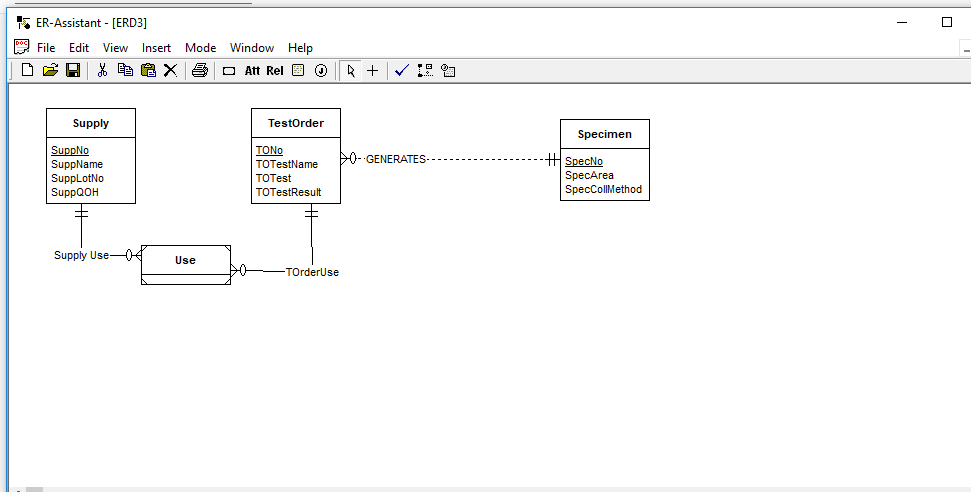 ER-Assistant - [ERD3]
DOC
File Edit View Insert Mode Window Help
Att Rel J
Supply
SuppNo
SuppName
SuppLotNo
SuppQOH
TestOrder
TONo
TOTestName
TOTest
TOTestResult
GENERATES
Specimen
SpecNo
SpecArea
SpecCollMethod
Supply Use
Use
TOrderUse